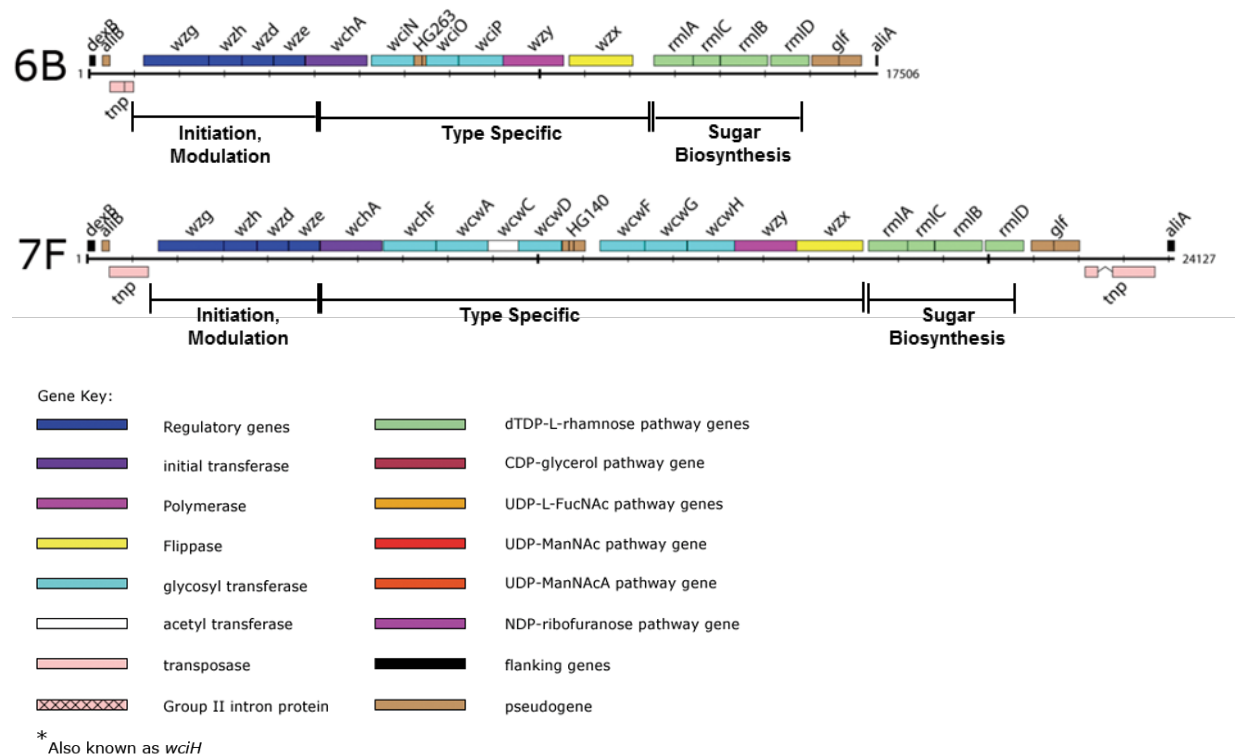 dexB aliB wzg wzh wzd wze wchA wciN HG263 wciO wciP wzy wzx rmlA rmlC rmlB rmlD glf aliA
6B 1 17506
tnp
Initiation, Modulation
Type Specific
Sugar Biosynthesis
dexB aliB wzg wzh wzd wze wchA wchF wcwA wcwC wcwD HG140 wcwF wcwG wcwH wzy wzx rmlA rmlC rmlB rmlD glf aliA
7F 1 24127
tnp tnp
Initiation, Modulation
Type Specific
Sugar Biosynthesis
Gene Key:
Regulatory genes
initial transferase
Polymerase
Flippase
glycosyl transferase
acetyl transferase
transposase
Group II intron protein
dTDP-L-rhamnose pathway genes
CDP-glycerol pathway gene
UDP-L-FucNAc pathway genes
UDP-ManNAc pathway gene
UDP-ManNAcA pathway gene
NDP-ribofuranose pathway gene
flanking genes
pseudogene
* Also known as wciH